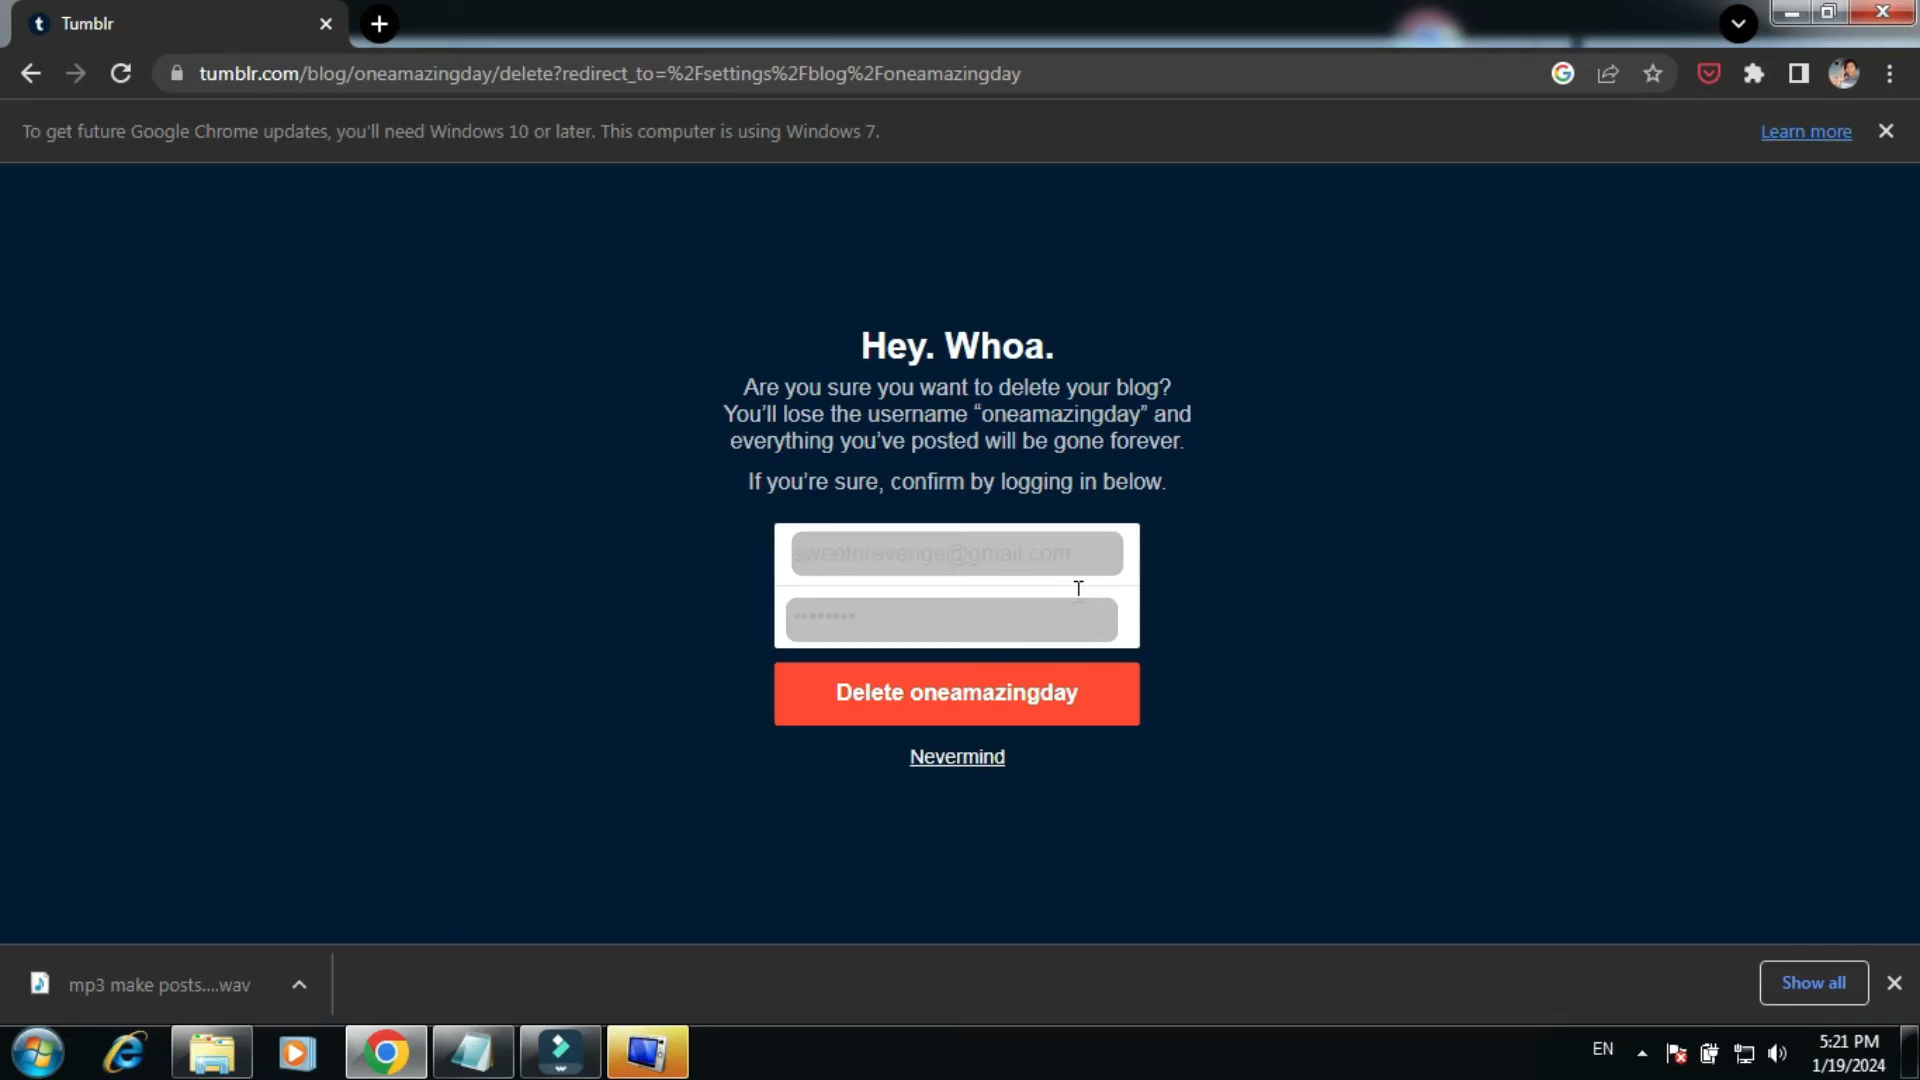 Tumblr
tumblr.com/blog/oneamazingday/delete?redirect_to=%2Fsettings%2Fblog%2Foneamazingday
To get future Google Chrome updates, you'll need Windows 10 or later. This computer is using Windows 7.
Learn more
Hey. Whoa.
Are you sure you want to delete your blog?
You'll lose the username “oneamazingday” and
everything you've posted will be gone forever.
If you're sure, confirm by logging in below.
Delete oneamazingday
Nevermind
mp3 make posts....wav
Show all
EN
5:21 PM
1/19/2024